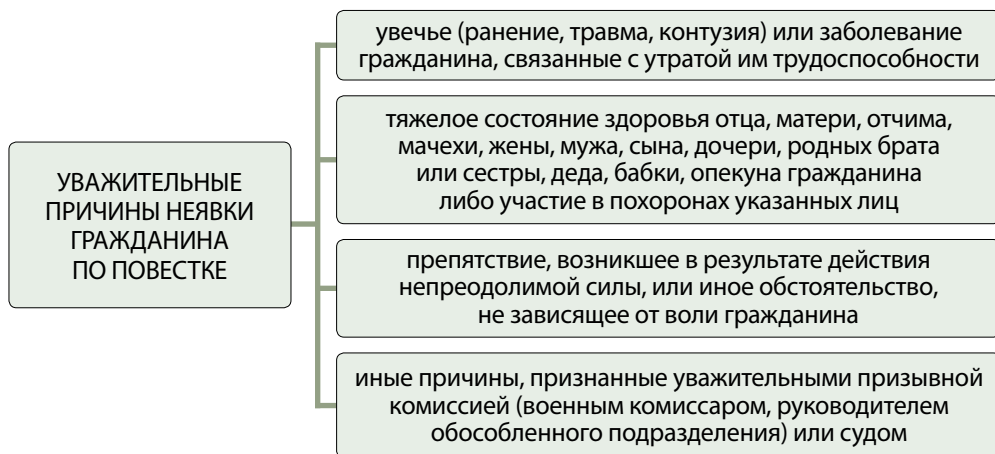 УВАЖИТЕЛЬНЫЕ
ПРИЧИНЫ НЕЯВКИ
ГРАЖДАНИНА
ПО ПОВЕСТКЕ
увечье (ранение, травма, контузия) или заболевание
гражданина, связанные с утратой им трудоспособности
тяжелое состояние здоровья отца, матери, отчима,
мачехи, жены, мужа, сына, дочери, родных брата
или сестры, деда, бабки, опекуна гражданина
либо участие в похоронах указанных лиц
препятствие, возникшее в результате действия
непреодолимой силы, или иное обстоятельство,
не зависящее от воли гражданина
иные причины, признанные уважительными призывной
комиссией (военным комиссаром, руководителем
обособленного подразделения) или судом